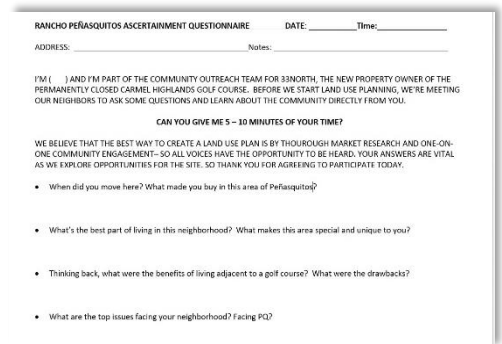 RANCHO PEÑASQUITOS ASCERTAINMENT QUESTIONNAIRE DATE: ___________ Time:________________
ADDRESS: ________________________________ Notes: ________________________________
I'M ( ) AND I'M PART OF THE COMMUNITY OUTREACH TEAM FOR 33NORTH, THE NEW PROPERTY OWNER OF THE
PERMANENTLY CLOSED CARMEL HIGHLANDS GOLF COURSE. BEFORE WE START LAND USE PLANNING, WE'RE MEETING
OUR NEIGHBORS TO ASK SOME QUESTIONS AND LEARN ABOUT THE COMMUNITY DIRECTLY FROM YOU.
CAN YOU GIVE ME 5 – 10 MINUTES OF YOUR TIME?
WE BELIEVE THAT THE BEST WAY TO CREATE A LAND USE PLAN IS BY THOUROUGH MARKET RESEARCH AND ONE-ON-
ONE COMMUNITY ENGAGEMENT– SO ALL VOICES HAVE THE OPPORTUNITY TO BE HEARD. YOUR ANSWERS ARE VITAL
AS WE EXPLORE OPPORTUNITIES FOR THE SITE. SO THANK YOU FOR AGREEING TO PARTICIPATE TODAY.
• When did you move here? What made you buy in this area of Peñasquitos?
• What's the best part of living in this neighborhood? What makes this area special and unique to you?
• Thinking back, what were the benefits of living adjacent to a golf course? What were the drawbacks?
• What are the top issues facing your neighborhood? Facing PQ?